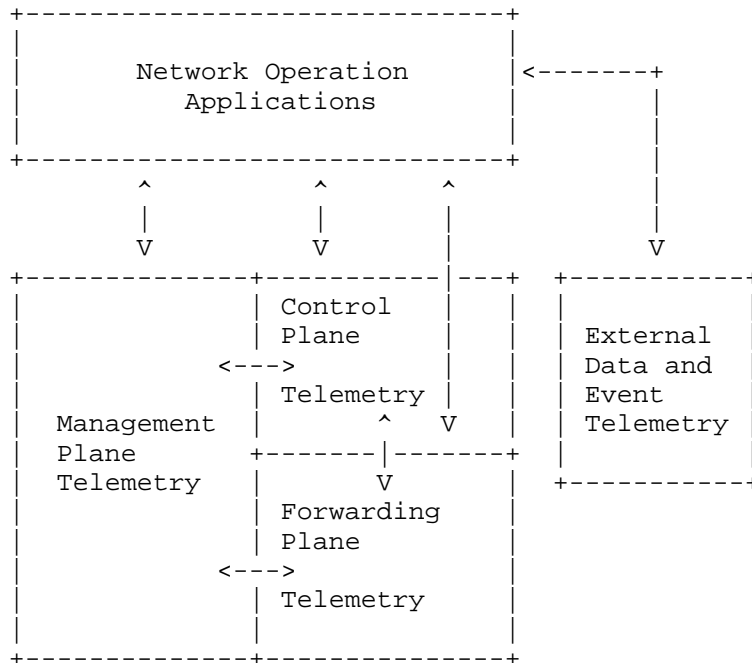 Network Operation
Applications
Control
Plane
Telemetry
Management
Plane
Telemetry
Forwarding
Plane
Telemetry
External
Data and
Event
Telemetry